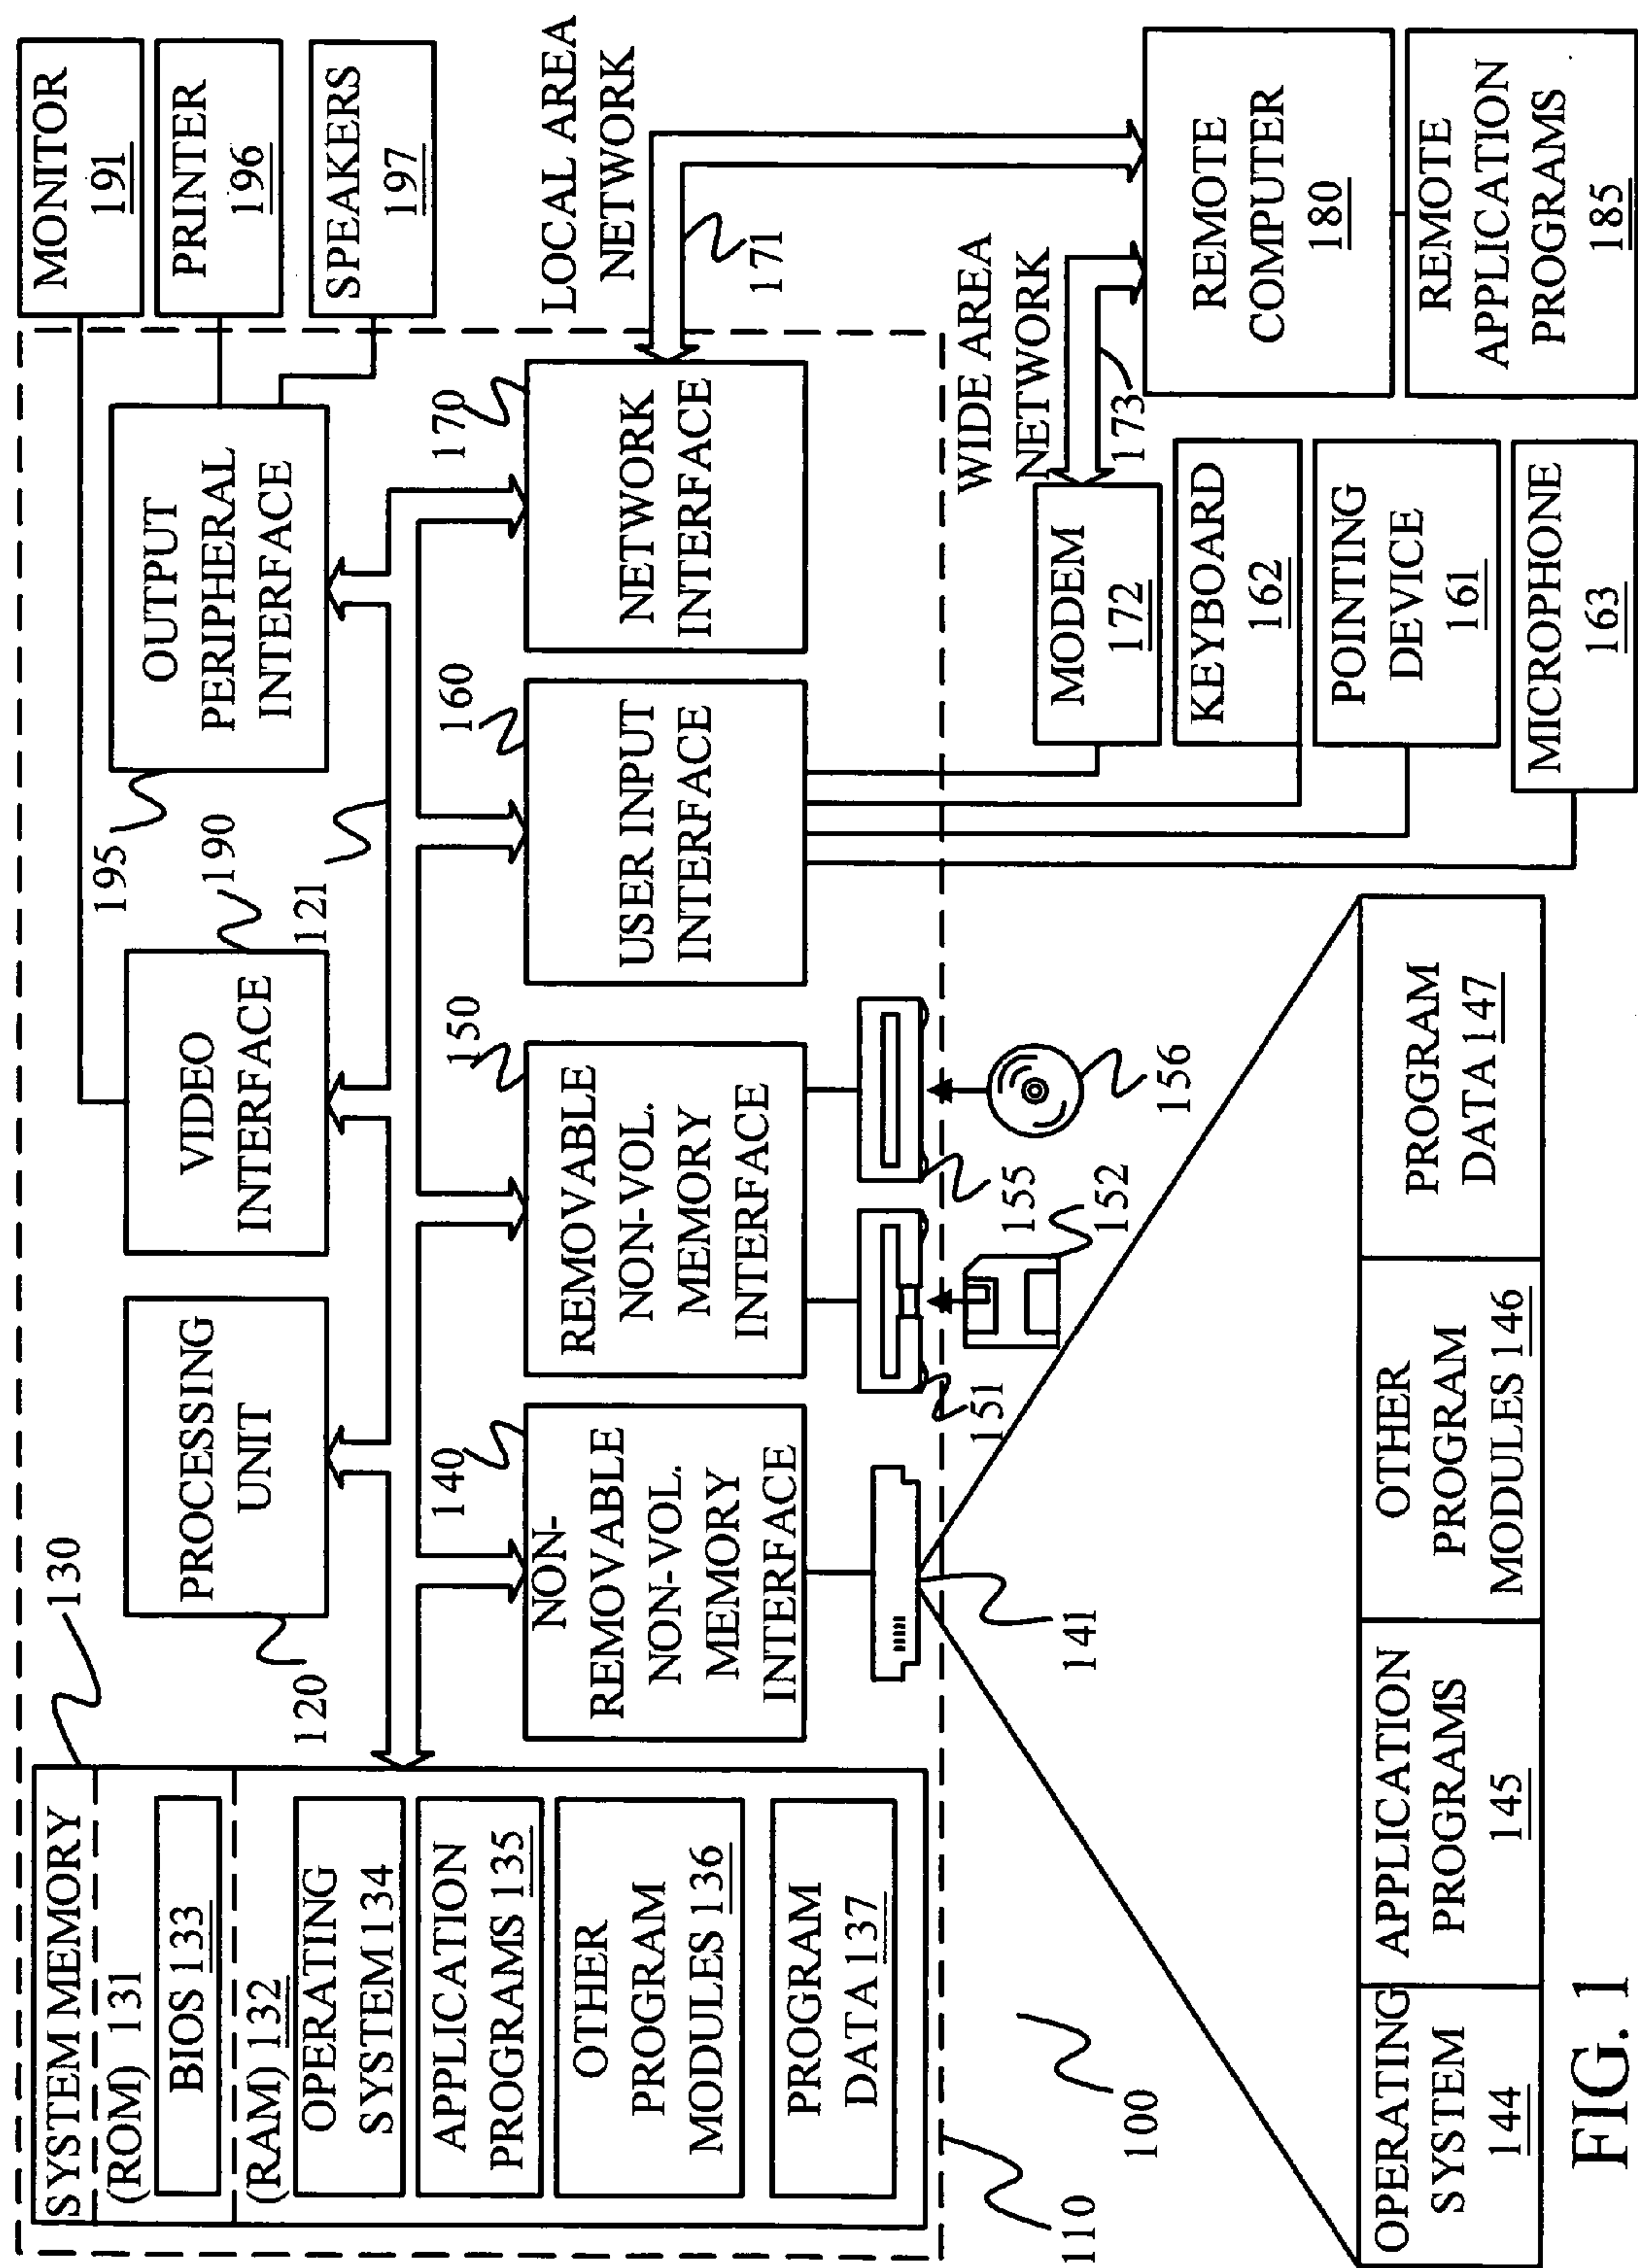 SYSTEM MEMORY
(ROM) 131
BIOS 133
(RAM) 132
OPERATING
SYSTEM 134
APPLICATION
PROGRAMS 135
OTHER
PROGRAM
MODULES 136
PROGRAM
DATA 137
130
PROCESSING
UNIT
120
VIDEO
INTERFACE
190
121
OUTPUT
PERIPHERAL
INTERFACE
195
MONITOR
191
PRINTER
196
SPEAKERS
197
NON-
REMOVABLE
NON-VOL.
MEMORY
INTERFACE
140
REMOVABLE
NON-VOL.
MEMORY
INTERFACE
150
USER INPUT
INTERFACE
160
NETWORK
INTERFACE
170
LOCAL AREA
NETWORK
171
141
151
152
155
156
WIDE AREA
NETWORK
173
MODEM
172
KEYBOARD
162
POINTING
DEVICE
161
MICROPHONE
163
REMOTE
COMPUTER
180
REMOTE
APPLICATION
PROGRAMS
185
110
100
OPERATING
SYSTEM
144
APPLICATION
PROGRAMS
145
OTHER
PROGRAM
MODULES 146
PROGRAM
DATA 147
FIG. 1